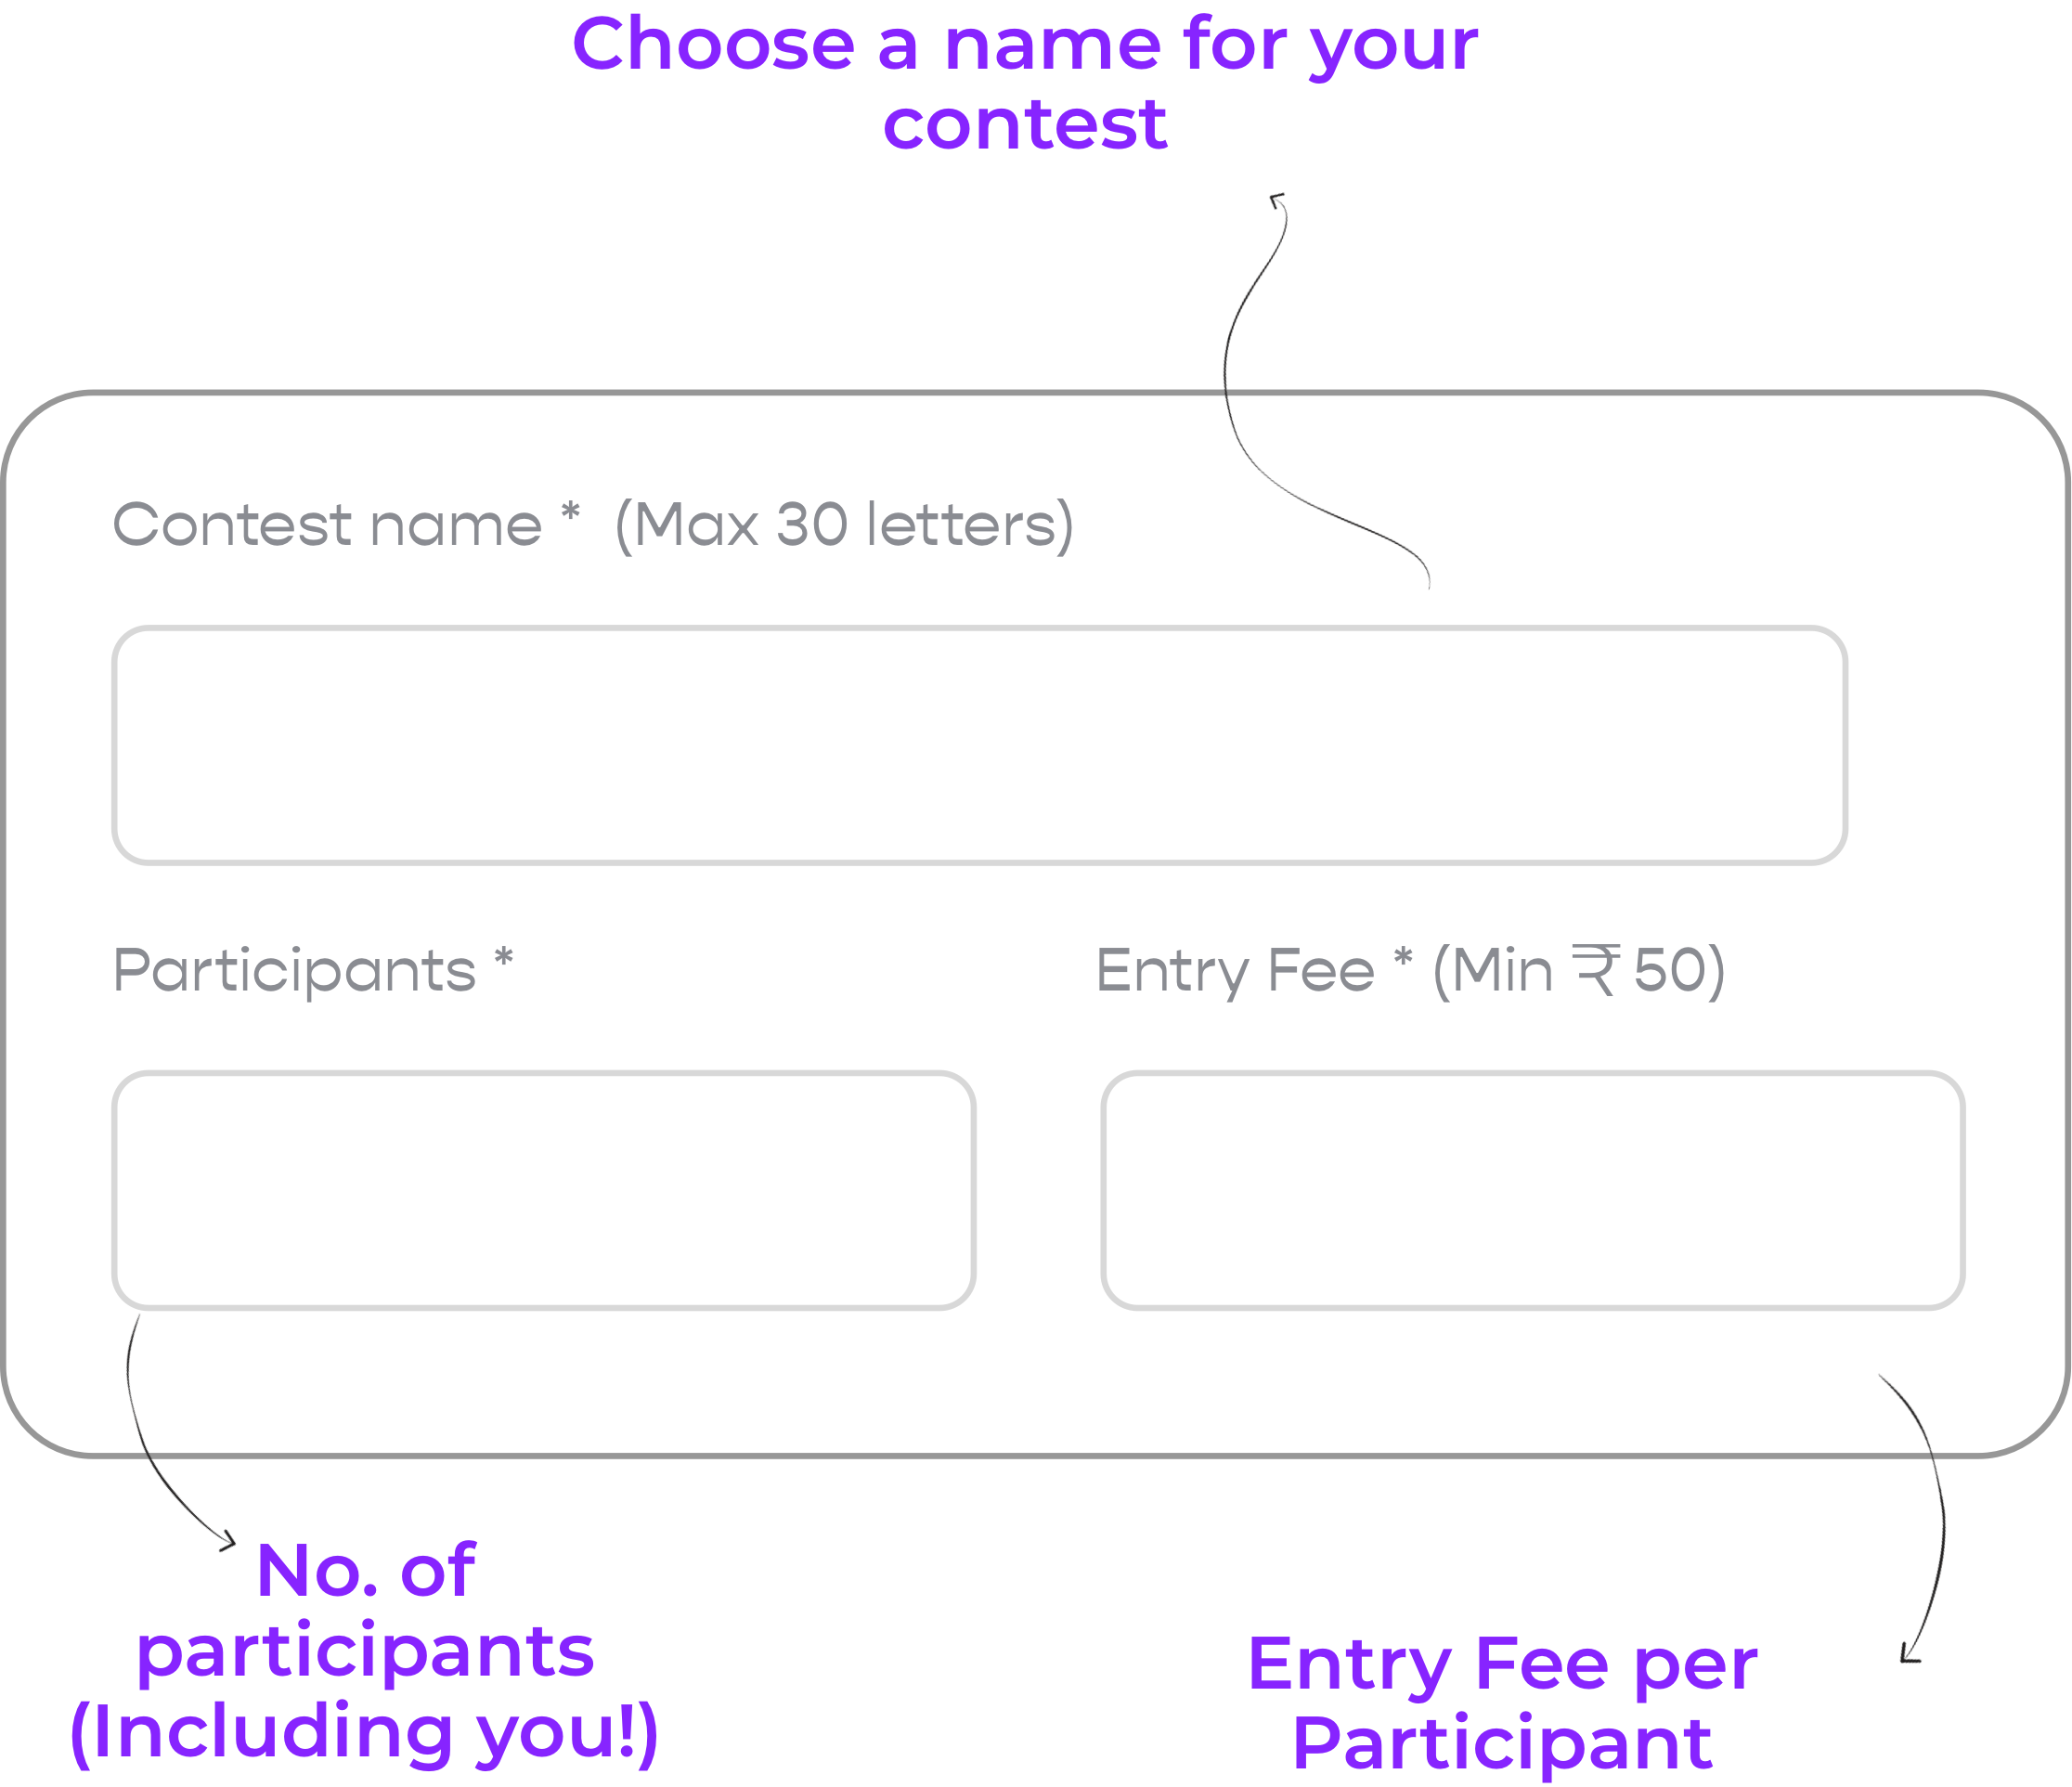 Choose a name for your
contest
Contest name * (Max 30 letters)
Participants *
Entry Fee * (Min ₹ 50)
No. of
participants
(Including you!)
Entry Fee per
Participant